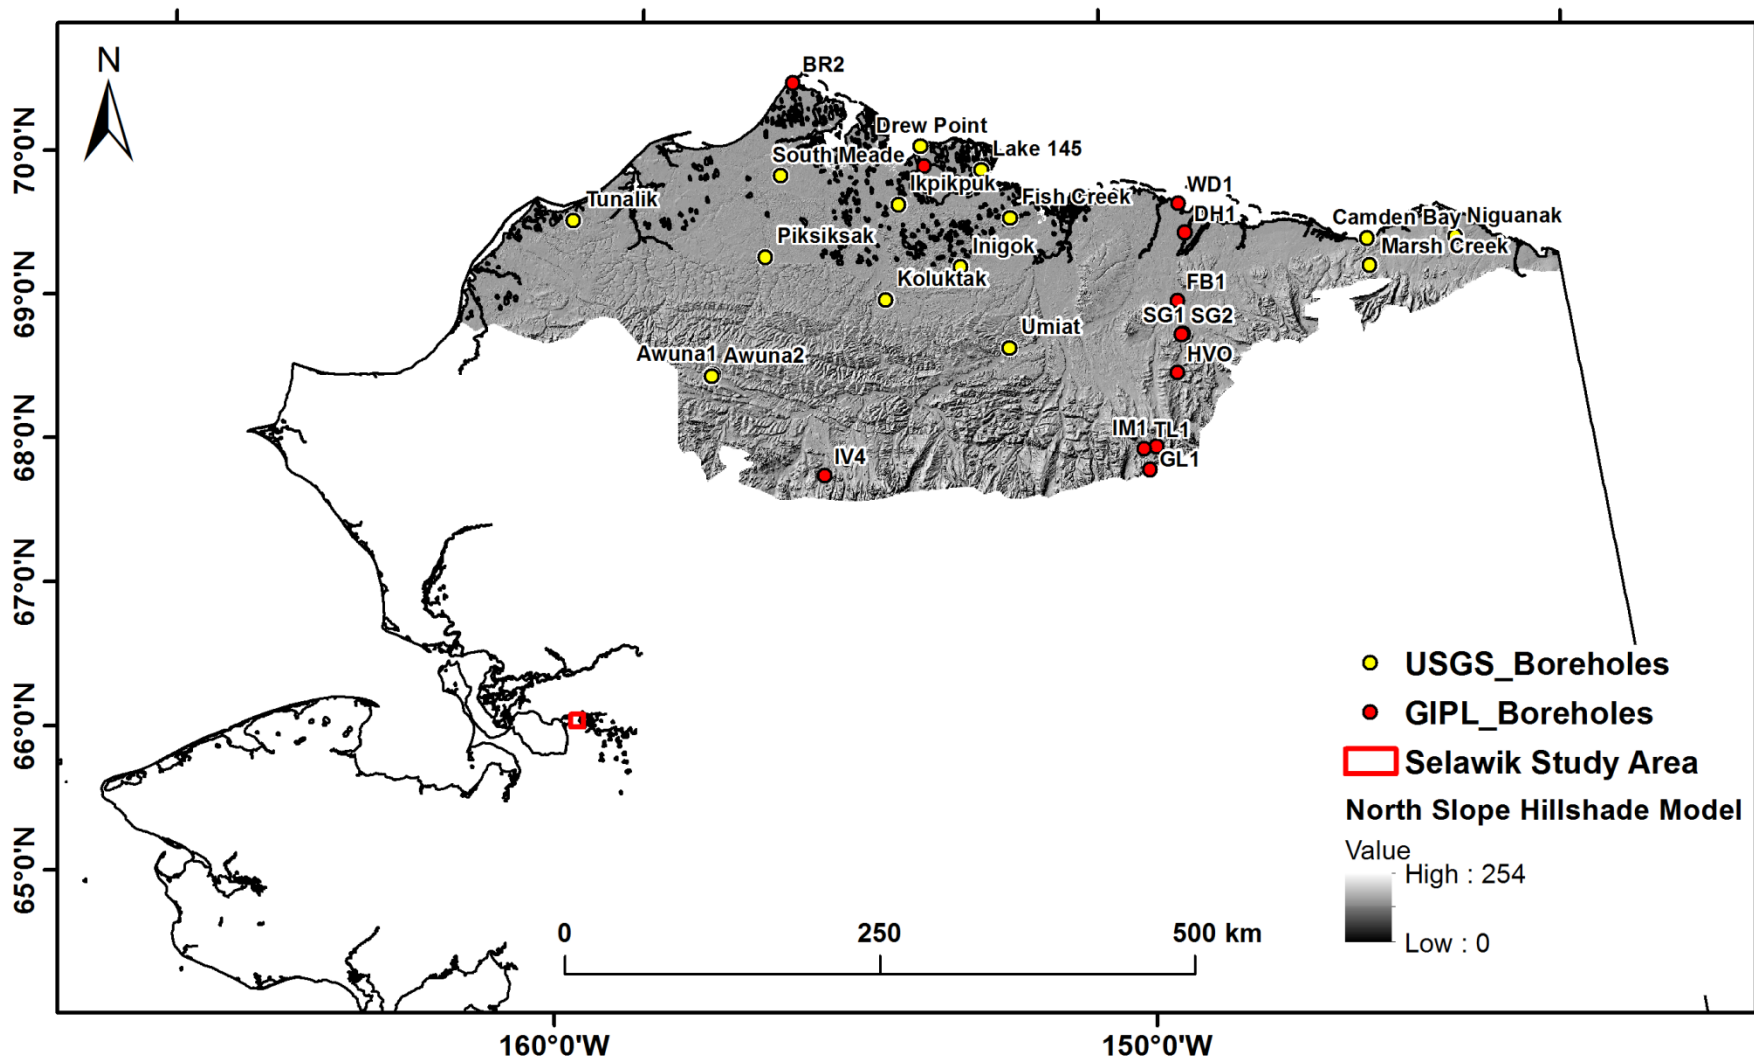 N
BR2
Drew Point
Lake 145
South Meade
Ikpikpuk
Fish Creek
WD1
Tunalik
DH1
Camden Bay
Niguanak
Piksiksak
Inigok
Marsh Creek
Koluktak
FB1
SG1
SG2
Umiat
HVO
Awuna1
Awuna2
IM1
TL1
IV4
GL1
70°0'N
69°0'N
68°0'N
67°0'N
66°0'N
65°0'N
USGS_Boreholes
GIPL_Boreholes
Selawik Study Area
North Slope Hillshade Model
Value
High : 254
Low : 0
0
250
500 km
160°0'W
150°0'W